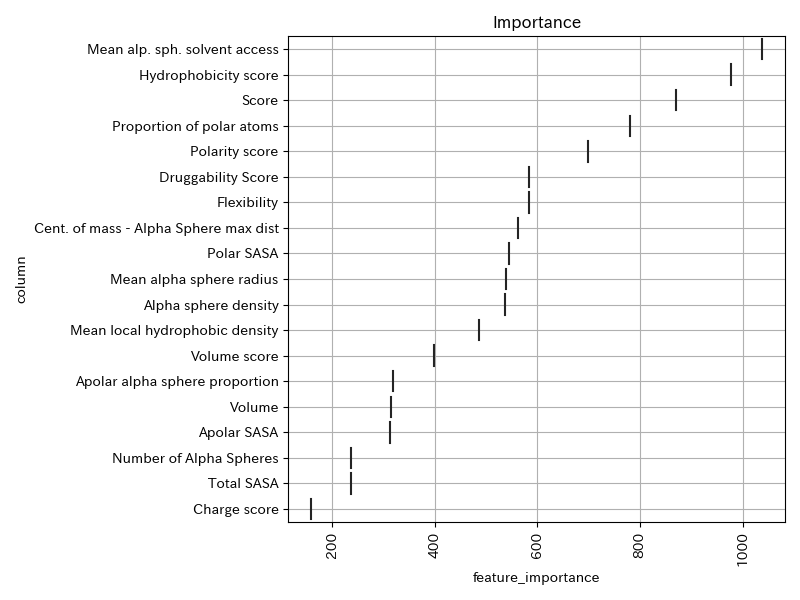 Importance
Mean alp. sph. solvent access
Hydrophobicity score
Score
Proportion of polar atoms
Polarity score
Druggability Score
Flexibility
Cent. of mass - Alpha Sphere max dist
Polar SASA
Mean alpha sphere radius
Alpha sphere density
Mean local hydrophobic density
Volume score
Apolar alpha sphere proportion
Volume
Apolar SASA
Number of Alpha Spheres
Total SASA
Charge score
column
200
400
600
800
1000
feature_importance